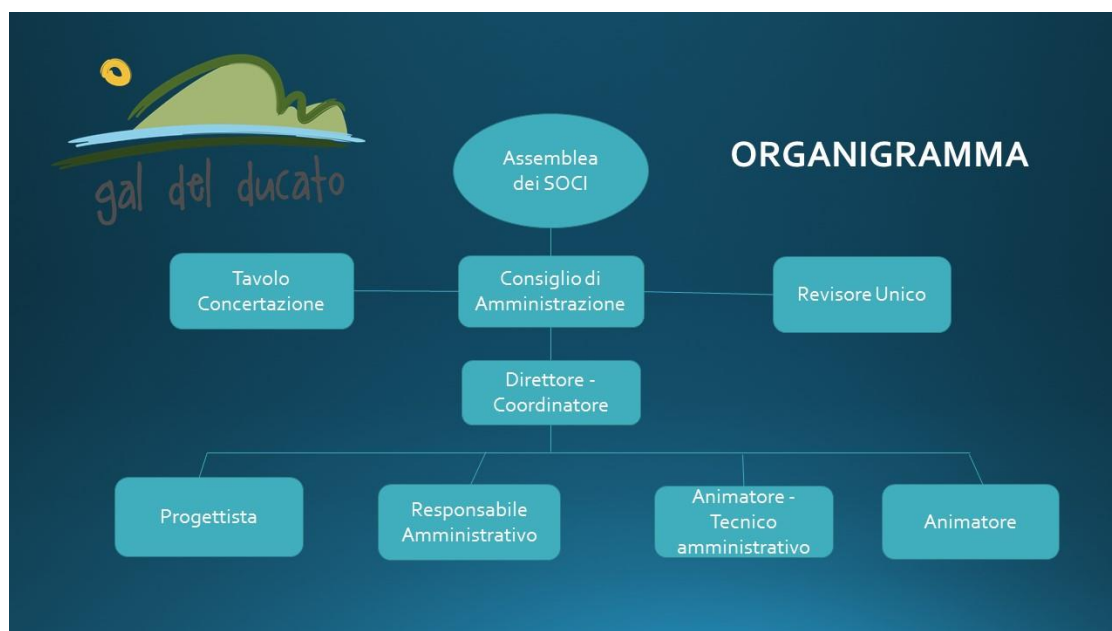 gal del ducato
ORGANIGRAMMA
Assemblea
dei SOCI
Tavolo
Concertazione
Consiglio di
Amministrazione
Revisore Unico
Direttore -
Coordinatore
Progettista
Responsabile
Amministrativo
Animatore -
Tecnico
amministrativo
Animatore